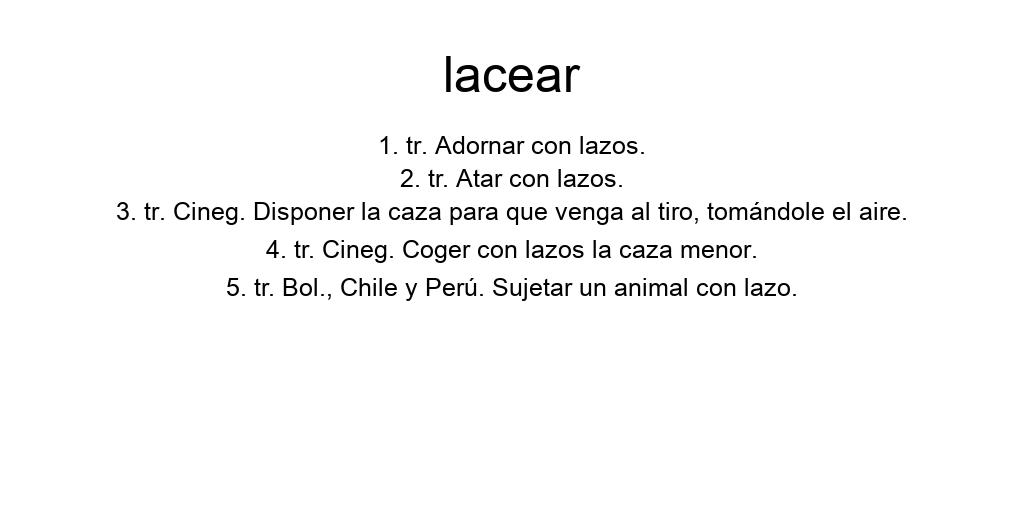 lacear
1. tr. Adornar con lazos.
2. tr. Atar con lazos.
3. tr. Cineg. Disponer la caza para que venga al tiro, tomándole el aire.
4. tr. Cineg. Coger con lazos la caza menor.
5. tr. Bol., Chile y Perú. Sujetar un animal con lazo.